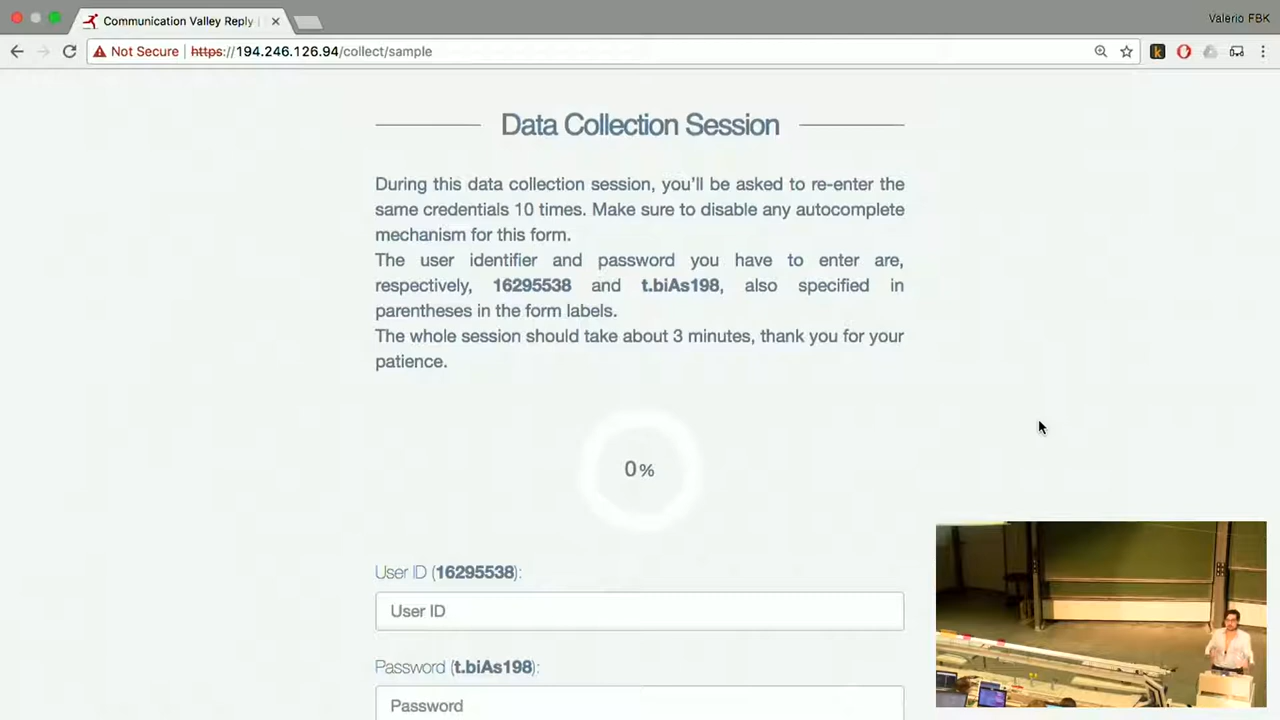 Communication Valley Reply
Valerio FBK
Not Secure | https://194.246.126.94/collect/sample
Data Collection Session
During this data collection session, you'll be asked to re-enter the
same credentials 10 times. Make sure to disable any autocomplete
mechanism for this form.
The user identifier and password you have to enter are,
respectively, 16295538 and t.biAs198, also specified in
parentheses in the form labels.
The whole session should take about 3 minutes, thank you for your
patience.
0%
User ID (16295538):
User ID
Password (t.biAs198):
Password